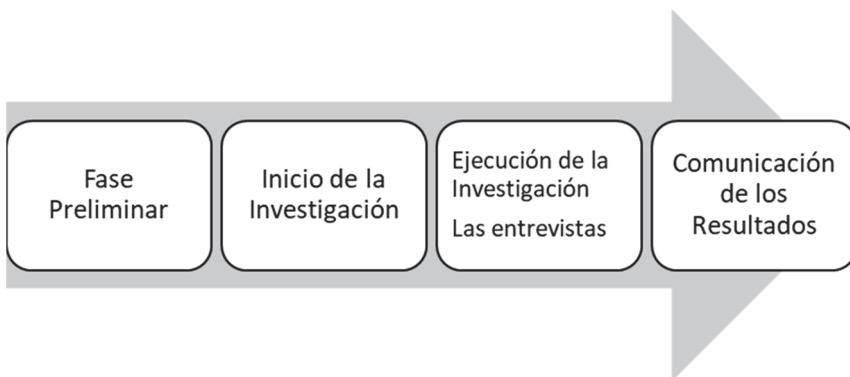 Fase
Preliminar
Inicio de la
Investigación
Ejecución de la
Investigación
Las entrevistas
Comunicación
de los
Resultados